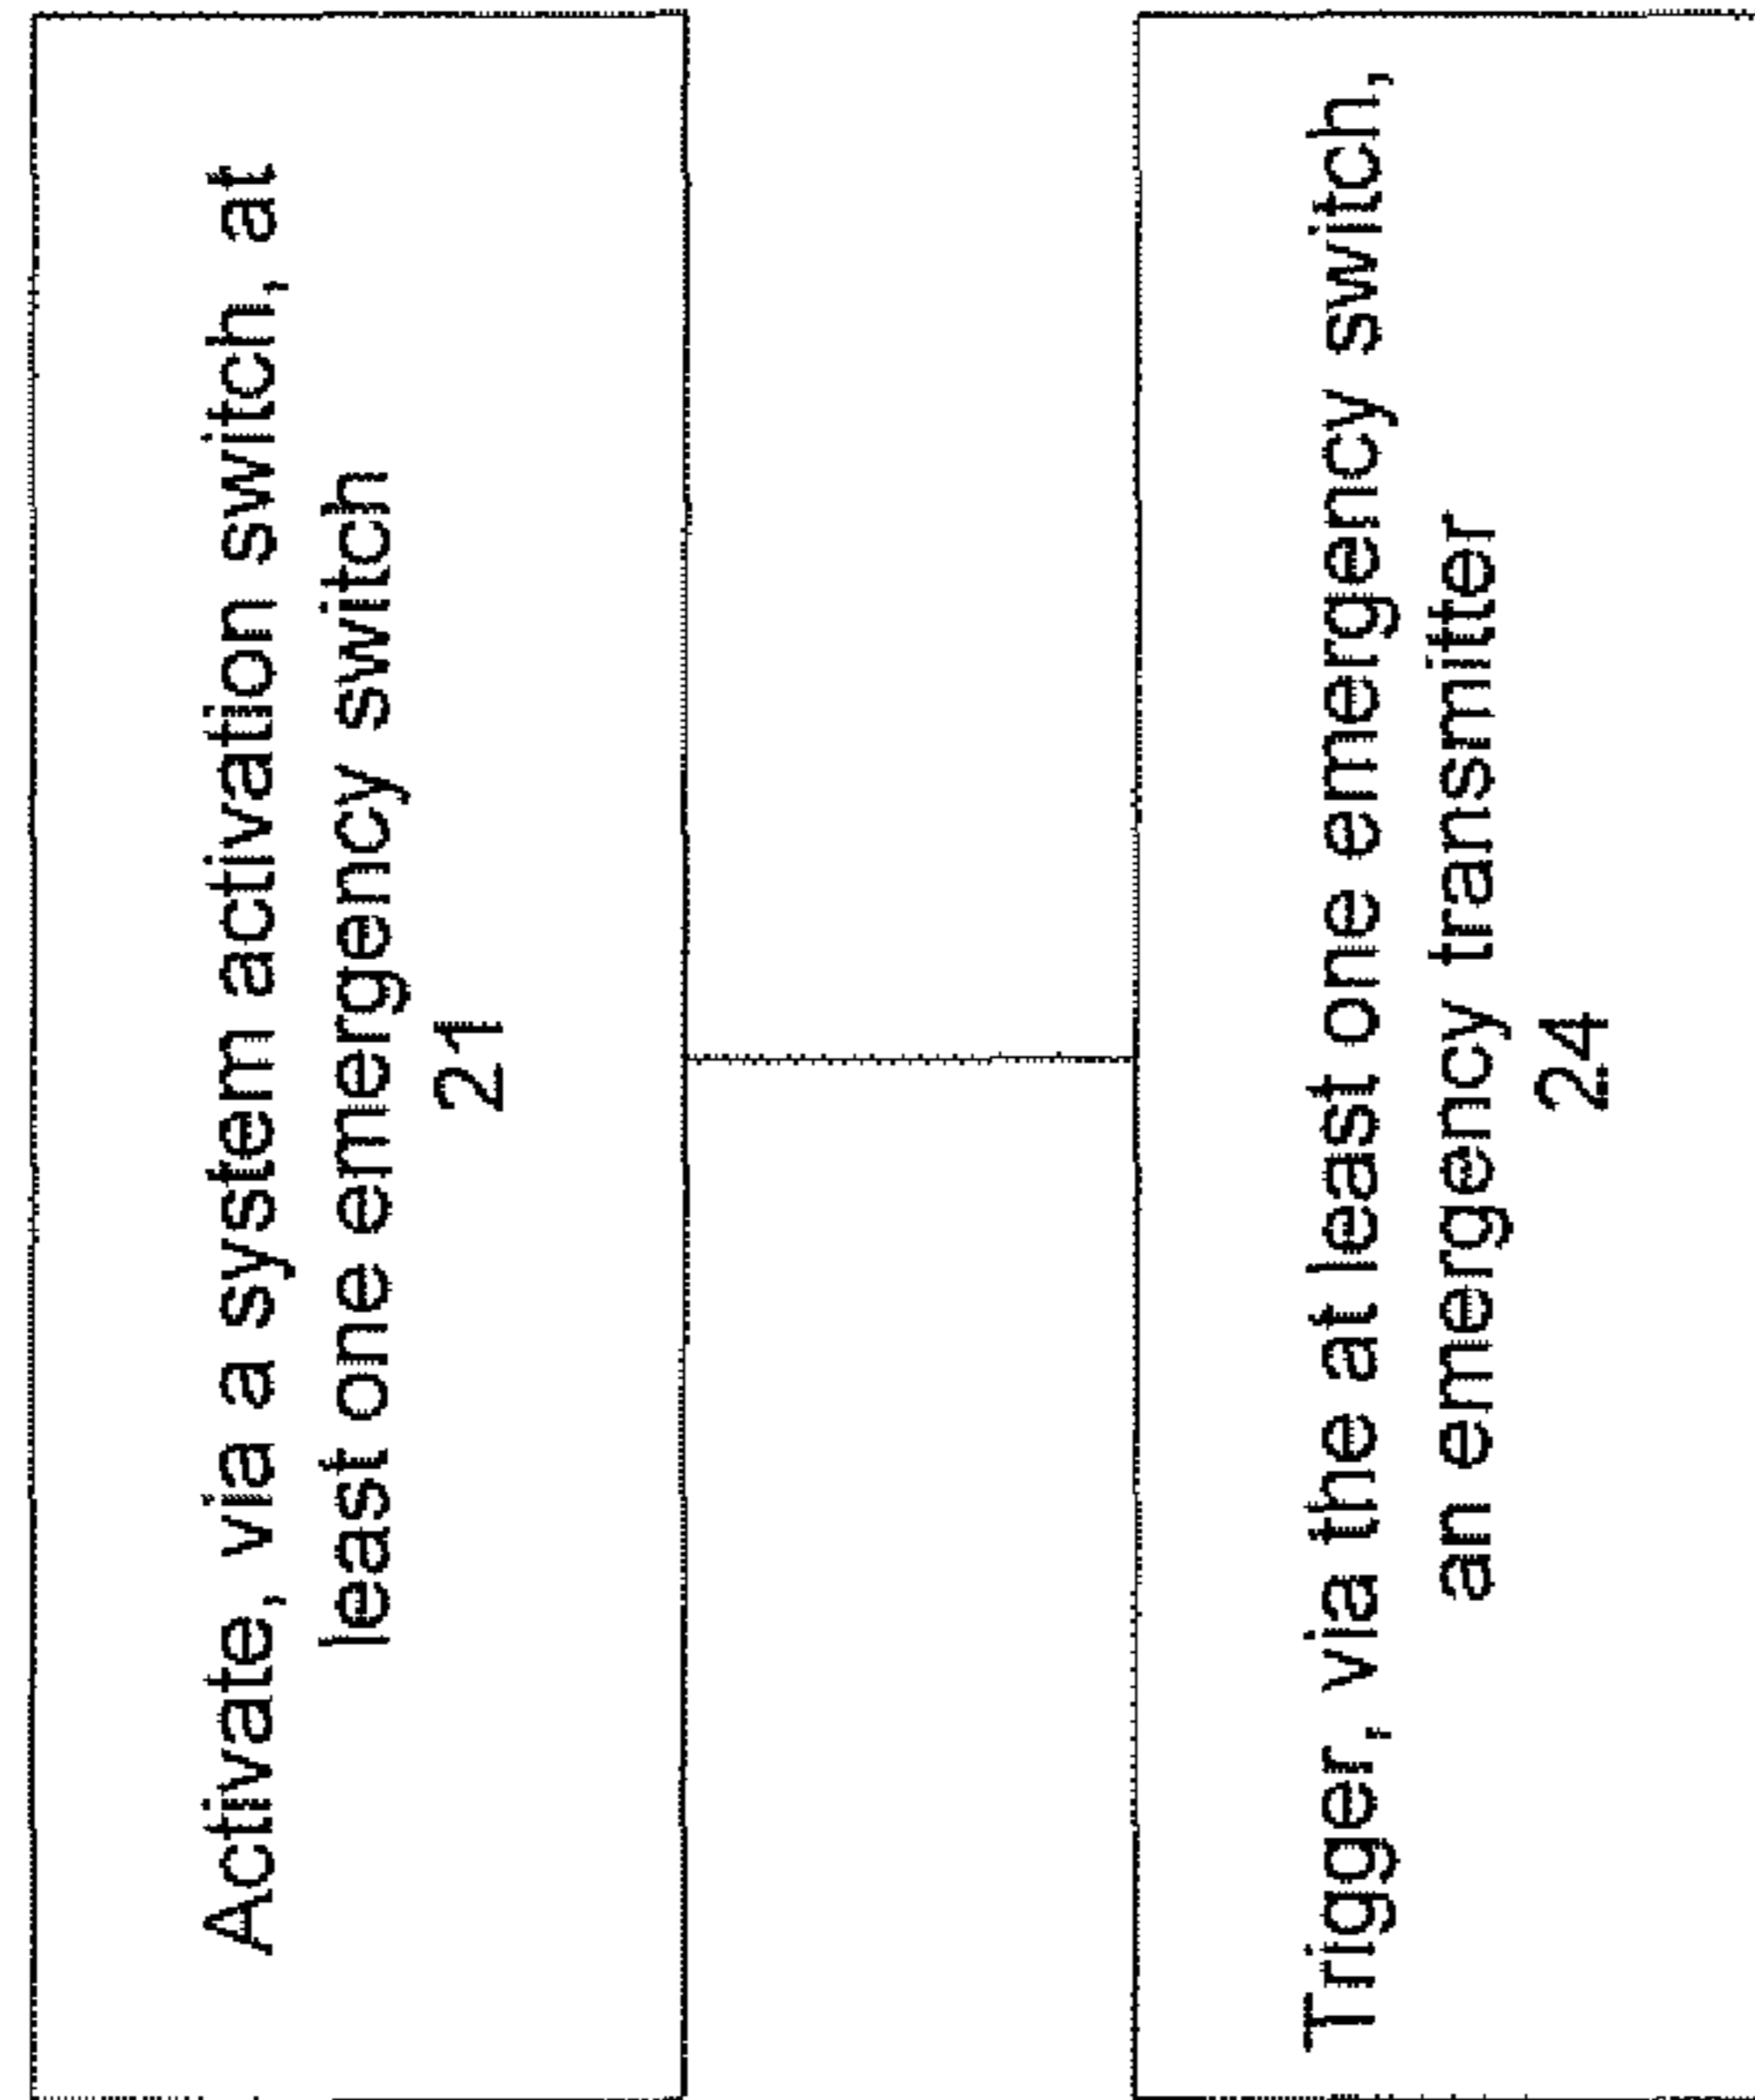 Activate, via a system activation switch, at
least one emergency switch
21
Trigger, via the at least one emergency switch,
an emergency transmitter
24